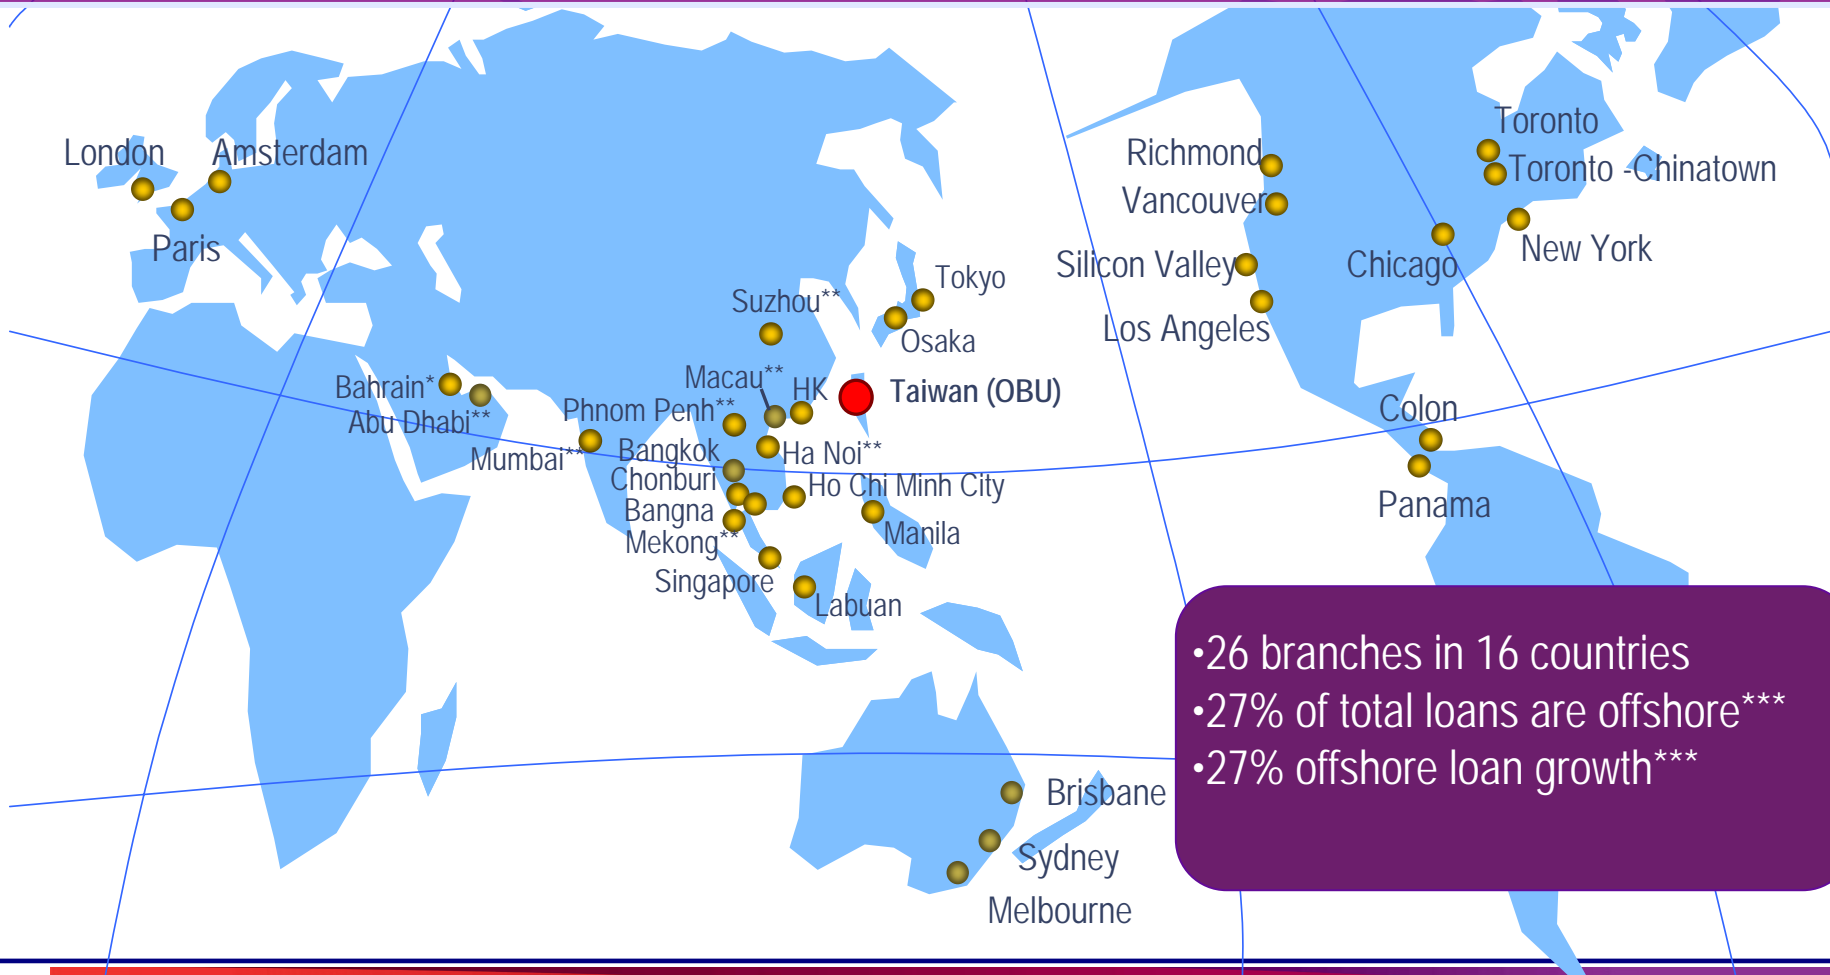 Toronto
London
Amsterdam
Richmond
Toronto -Chinatown
Vancouver
Paris
New York
Silicon Valley
Chicago
Tokyo
Suzhou**
Los Angeles
Osaka
Macau**
HK
Taiwan (OBU)
Bahrain*
Abu Dhabi**
Phnom Penh**
Colon
Mumbai**
Bangkok
Ha Noi**
Chonburi
Ho Chi Minh City
Bangna
Panama
Manila
Mekong**
Singapore
Labuan
•26 branches in 16 countries
•27% of total loans are offshore***
•27% offshore loan growth***
Brisbane
Sydney
Melbourne